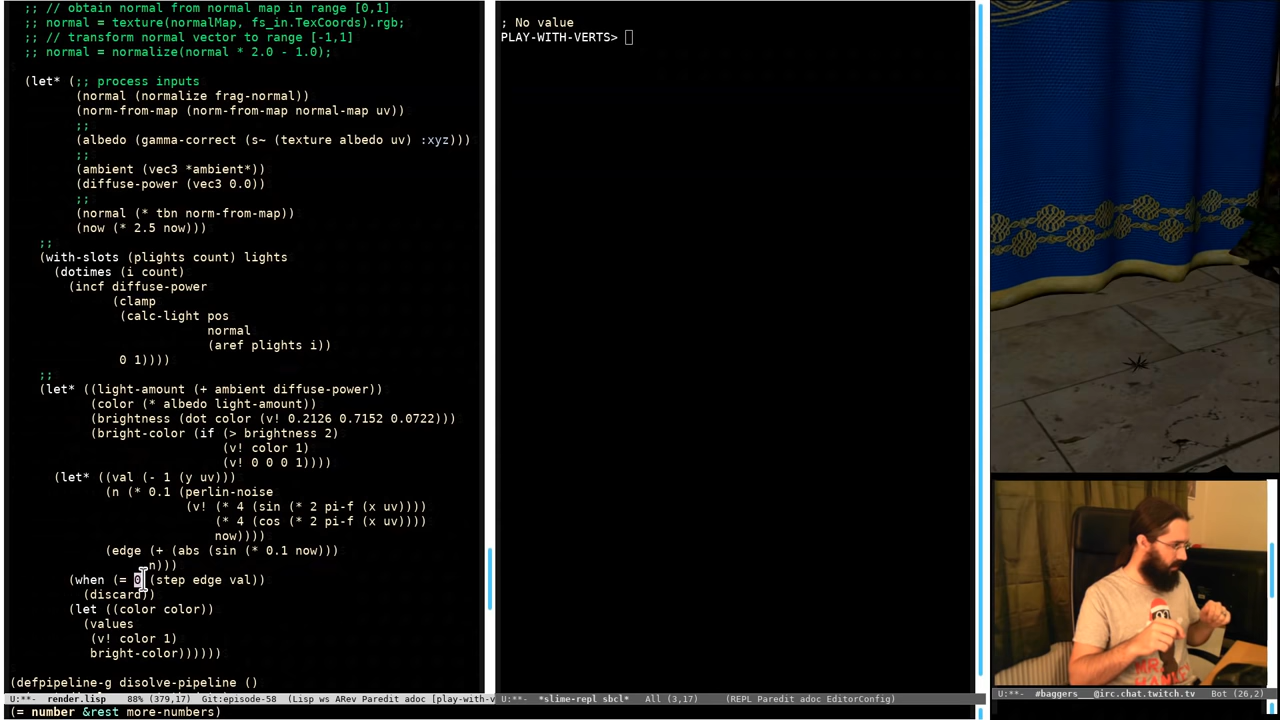 ;; // obtain normal from normal map in range [0,1]
;; normal = texture(normalMap, fs_in.TexCoords).rgb;
;; // transform normal vector to range [-1,1]
;; normal = normalize(normal * 2.0 - 1.0);
(let* (;; process inputs
(normal (normalize frag-normal))
(norm-from-map (norm-from-map normal-map uv))
;;
(albedo (gamma-correct (s~ (texture albedo uv) :xyz)))
;;
(ambient (vec3 *ambient*))
(diffuse-power (vec3 0.0))
;;
(normal (* tbn norm-from-map))
(now (* 2.5 now)))
;;
(with-slots (plights count) lights
(dotimes (i count)
(incf diffuse-power
(clamp
(calc-light pos
normal
(aref plights i))
0 1))))
;;
(let* ((light-amount (+ ambient diffuse-power))
(color (* albedo light-amount))
(brightness (dot color (v! 0.2126 0.7152 0.0722)))
(bright-color (if (> brightness 2)
(v! color 1)
(v! 0 0 0 1))))
(let* ((val (- 1 (y uv)))
(n (* 0.1 (perlin-noise
(v! (* 4 (sin (* 2 pi-f (x uv))))
(* 4 (cos (* 2 pi-f (x uv))))
now))))
(edge (+ (abs (sin (* 0.1 now)))
n)))
(when (= 0 (step edge val))
(discard))
(let ((color color))
(values
(v! color 1)
bright-color))))))
(defpipeline-g disolve-pipeline ()
U:**- render.lisp 88% (379,17) Git:episode-58 (Lisp ws ARev Paredit adoc [play-with-v
(= number &rest more-numbers)
; No value
PLAY-WITH-VERTS>
U:**- *slime-repl sbcl* All (3,17) (REPL Paredit adoc EditorConfig)
U:**- #baggers___@irc.chat.twitch.tv Bot (26,2)